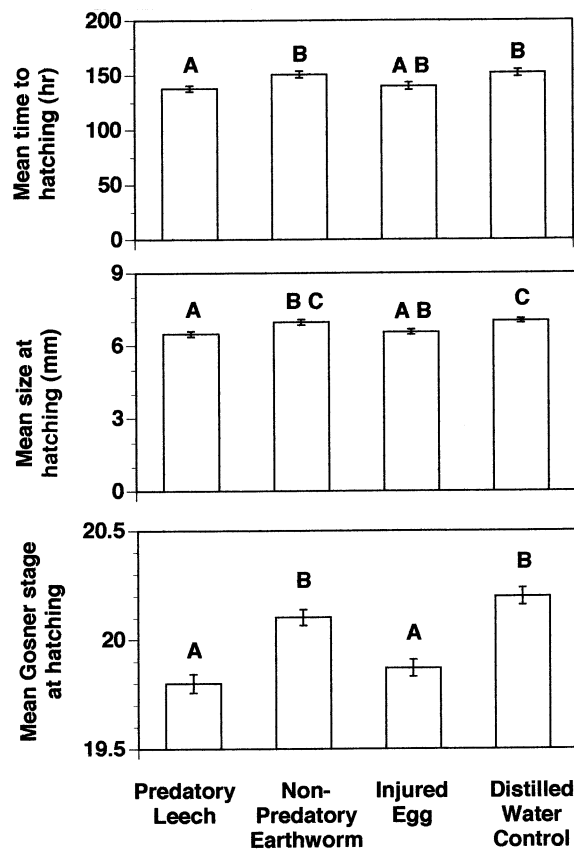 Mean time to
hatching (hr)
200
150
100
50
0
A
B
A B
B
Mean size at
hatching (mm)
9
6
3
0
A
B C
A B
C
Mean Gosner stage
at hatching
20.5
20
19.5
A
B
A
B
Predatory
Leech
Non-
Predatory
Earthworm
Injured
Egg
Distilled
Water
Control